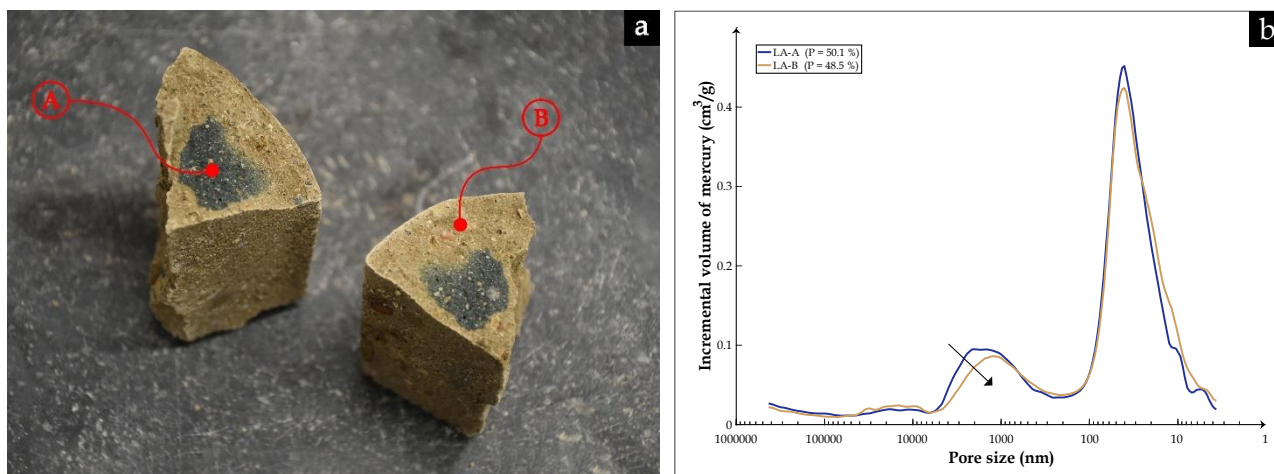 a
A
B
b
LA-A (P = 50.1 %)
LA-B (P = 48.5 %)
Incremental volume of mercury (cm³/g)
0.4
0.3
0.2
0.1
0
1000000 100000 10000 1000 100 10 1
Pore size (nm)